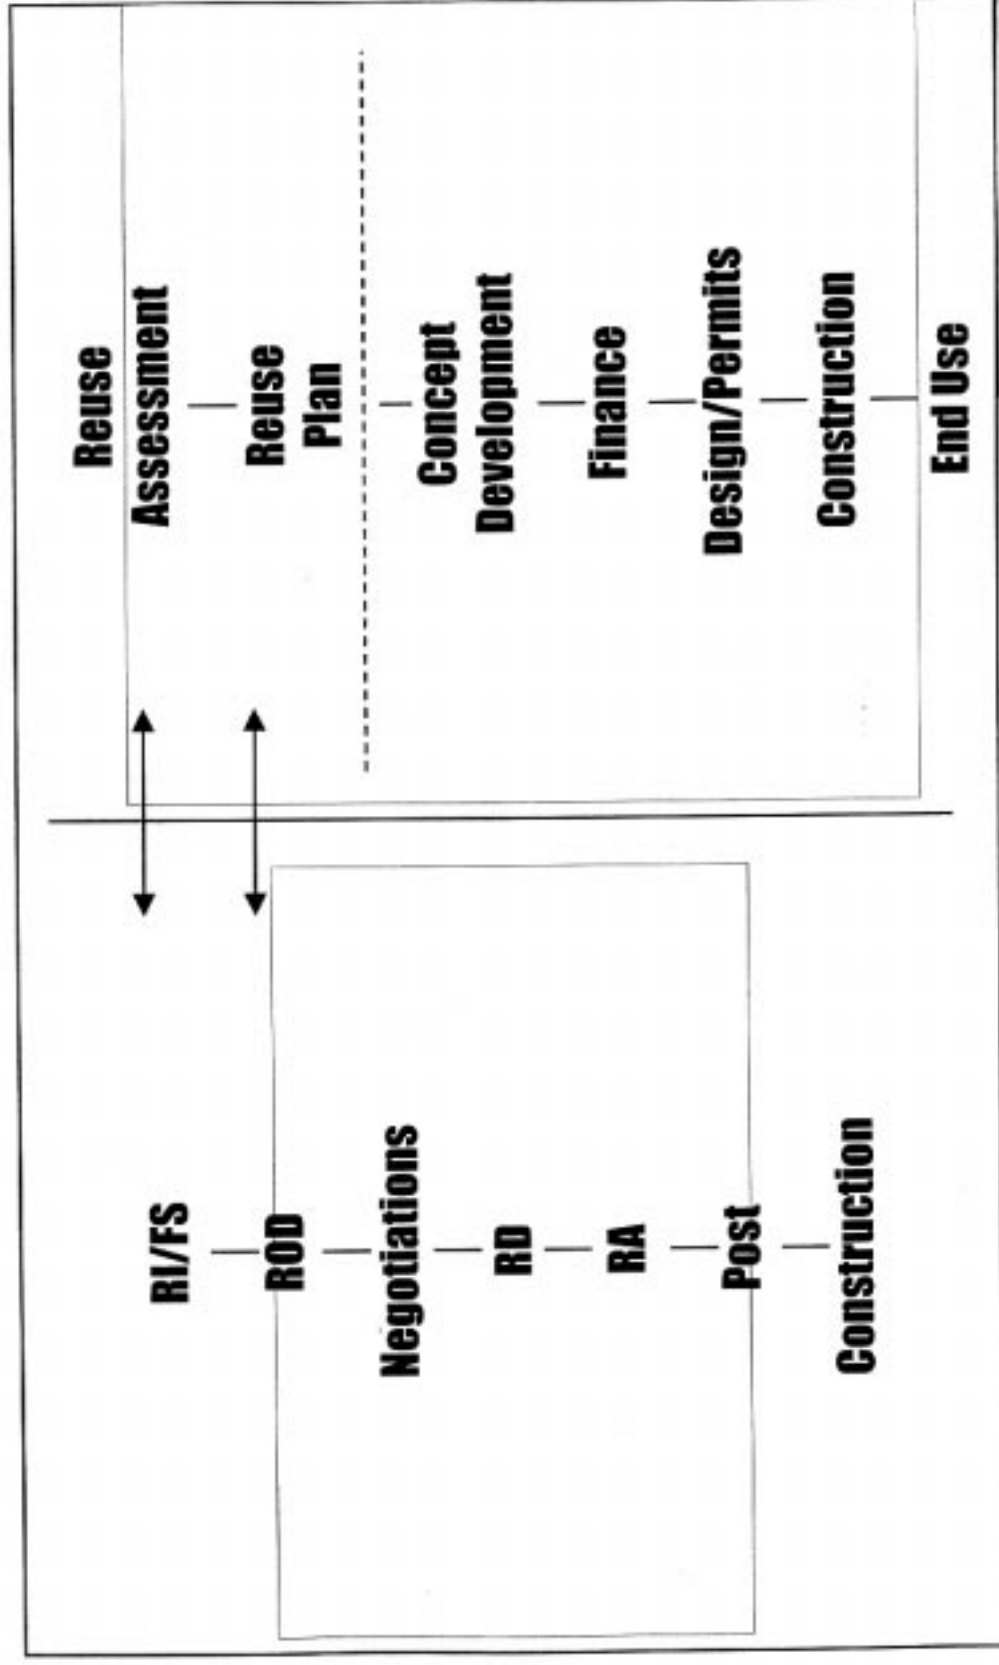 RI/FS
ROD
Negotiations
RD
RA
Post
Construction
Reuse
Assessment
Reuse
Plan
Concept
Development
Finance
Design/Permits
Construction
End Use